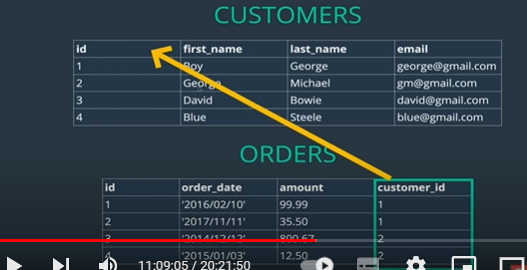 CUSTOMERS
id first_name last_name email
1 Boy George george@gmail.com
2 George Michael gm@gmail.com
3 David Bowie david@gmail.com
4 Blue Steele blue@gmail.com
ORDERS
id order_date amount customer_id
1 '2016/02/10' 99.99 1
2 '2017/11/11' 35.50 1
3 '2014/12/12' 800.67 2
4 '2015/01/03' 12.50 2
11:09:05 / 20:21:50